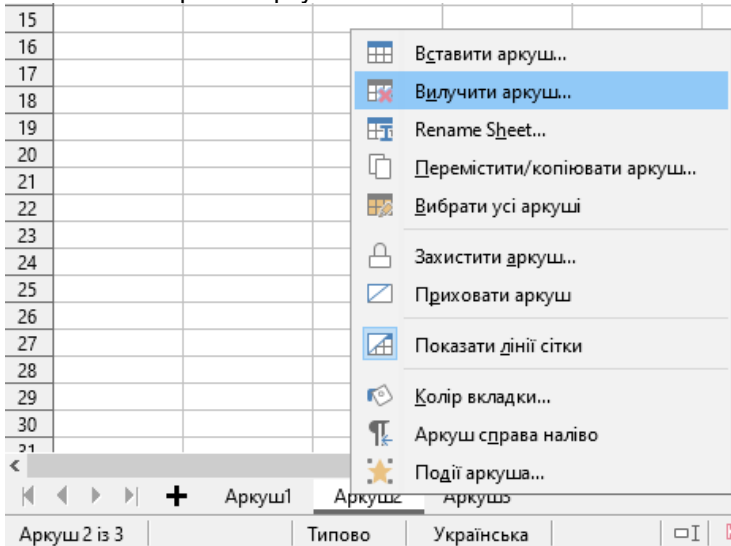 15
16
17
18
19
20
21
22
23
24
25
26
27
28
29
30
31
Вставити аркуш...
Вилучити аркуш...
Rename Sheet...
Перемістити/копіювати аркуш...
Вибрати усі аркуші
Захистити аркуш...
Приховати аркуш
Показати лінії сітки
Колір вкладки...
Аркуш справа наліво
Події аркуша...
Аркуш1 Аркуш2 Аркуш3
Аркуш 2 із 3 Типово Українська